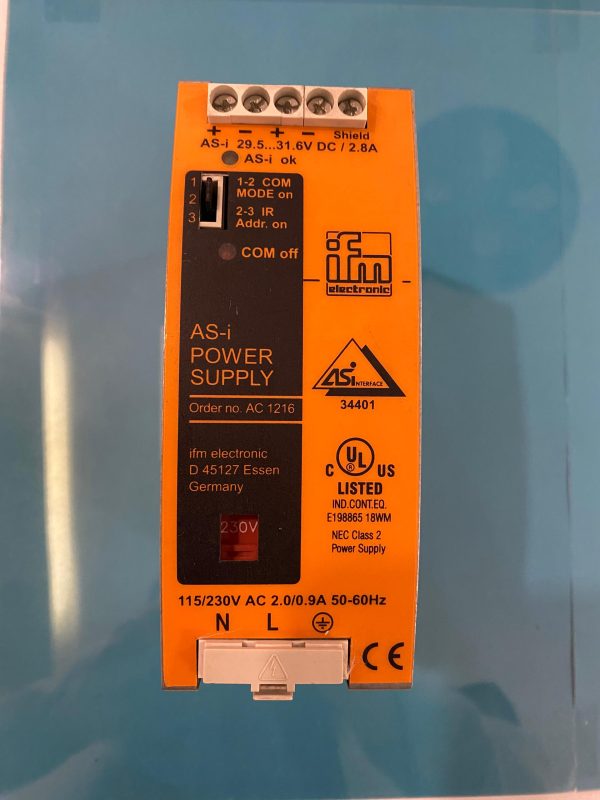 + − + − Shield
AS-i 29.5...31.6V DC / 2.8A
AS-i ok
1
2
3
1-2 COM
MODE on
2-3 IR
Addr. on
COM off
ifm
electronic
AS-i
POWER
SUPPLY
Order no. AC 1216
ifm electronic
D 45127 Essen
Germany
230V
ASi INTERFACE
34401
C UL US
®
LISTED
IND.CONT.EQ.
E198865 18WM
NEC Class 2
Power Supply
115/230V AC 2.0/0.9A 50-60Hz
N L
CE